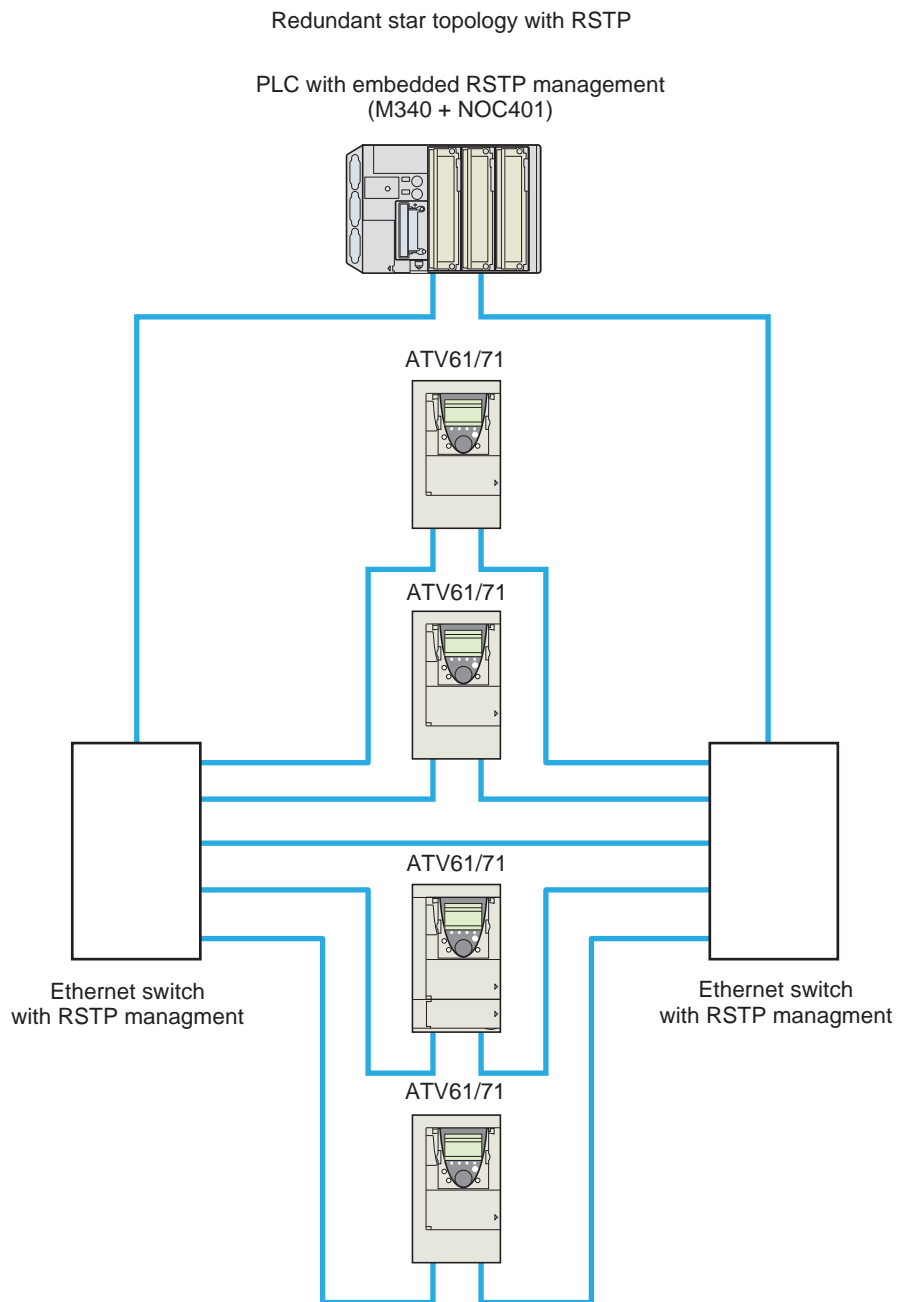 Redundant star topology with RSTP
PLC with embedded RSTP management
(M340 + NOC401)
ATV61/71
ATV61/71
ATV61/71
Ethernet switch
with RSTP managment
Ethernet switch
with RSTP managment
ATV61/71